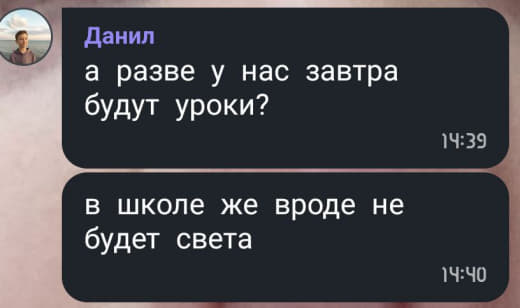 Данил
а разве у нас завтра
будут уроки?
14:39
в школе же вроде не
будет света
14:40